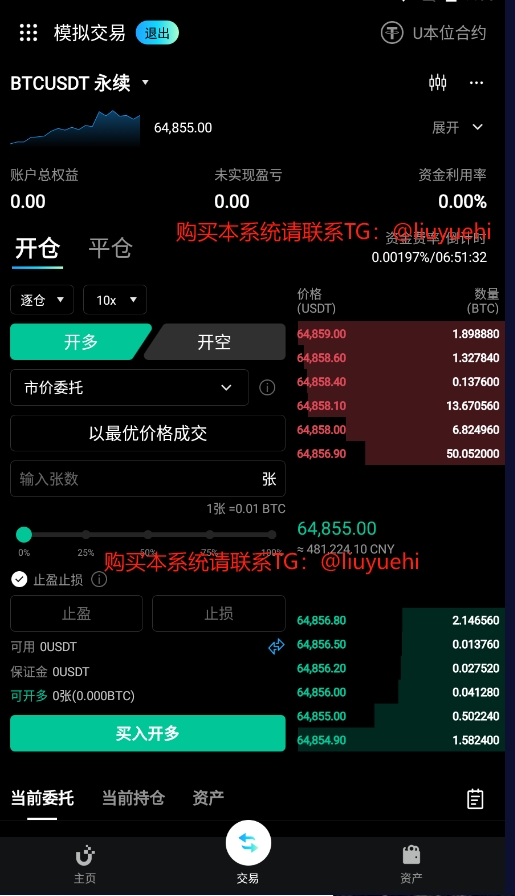 模拟交易 退出 U本位合约
BTCUSDT 永续
64,855.00 展开
账户总权益 未实现盈亏 资金利用率
0.00 0.00 0.00%
购买本系统请联系TG：@liuyuehi
开仓 平仓 资金费率/倒计时
0.00197%/06:51:32
逐仓 10x 价格 数量
(USDT) (BTC)
开多 开空 64,859.00 1.898880
64,858.60 1.327840
市价委托 64,858.40 0.137600
64,858.10 13.670560
以最优价格成交 64,858.00 6.824960
64,856.90 50.052000
输入张数 张
1张 =0.01 BTC
64,855.00
0% 25% 50% 75% 100% ≈ 481,224.10 CNY
购买本系统请联系TG：@liuyuehi
止盈止损
止盈 止损 64,856.80 2.146560
64,856.50 0.013760
可用 0USDT
64,856.20 0.027520
保证金 0USDT
64,856.00 0.041280
可开多 0张(0.000BTC)
64,855.00 0.502240
买入开多 64,854.90 1.582400
当前委托 当前持仓 资产
主页 交易 资产